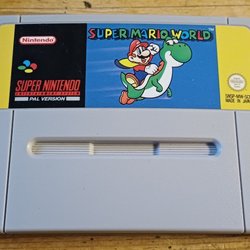 Nintendo
SUPER MARIO WORLD
SUPER NINTENDO
ENTERTAINMENT SYSTEM
PAL VERSION
MADE IN JAPAN